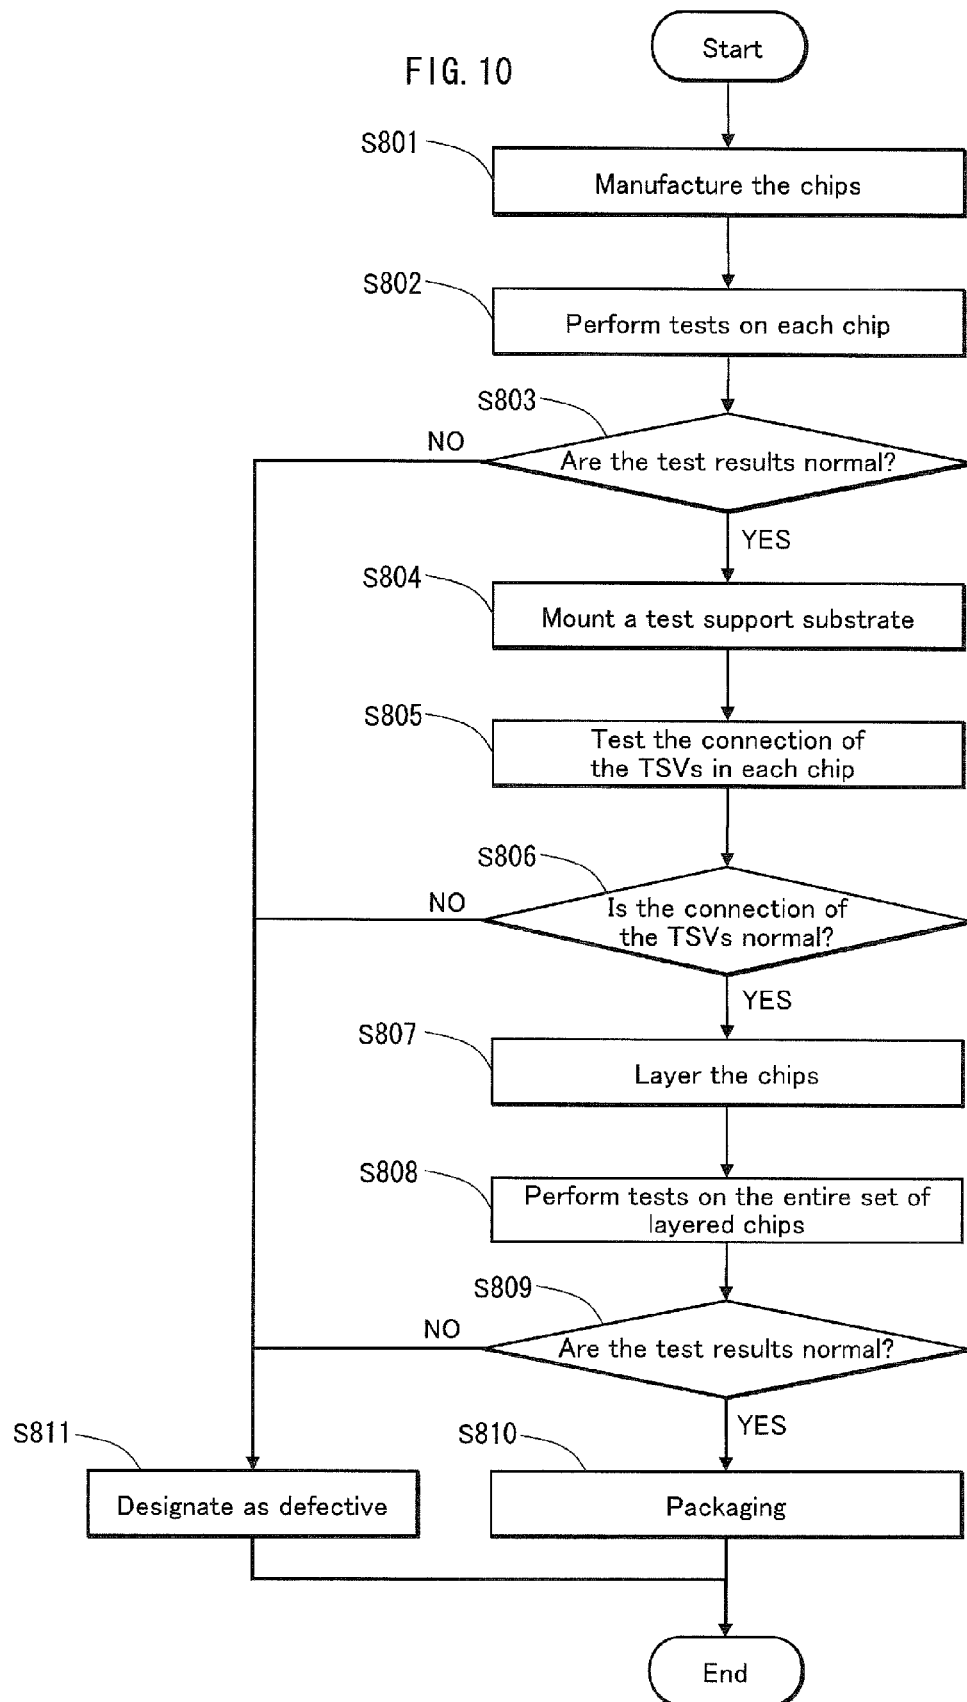 Start
FIG. 10
S801
Manufacture the chips
S802
Perform tests on each chip
S803
NO
Are the test results normal?
YES
S804
Mount a test support substrate
S805
Test the connection of
the TSVs in each chip
S806
NO
Is the connection of
the TSVs normal?
YES
S807
Layer the chips
S808
Perform tests on the entire set of
layered chips
S809
NO
Are the test results normal?
YES
S811
S810
Designate as defective
Packaging
End